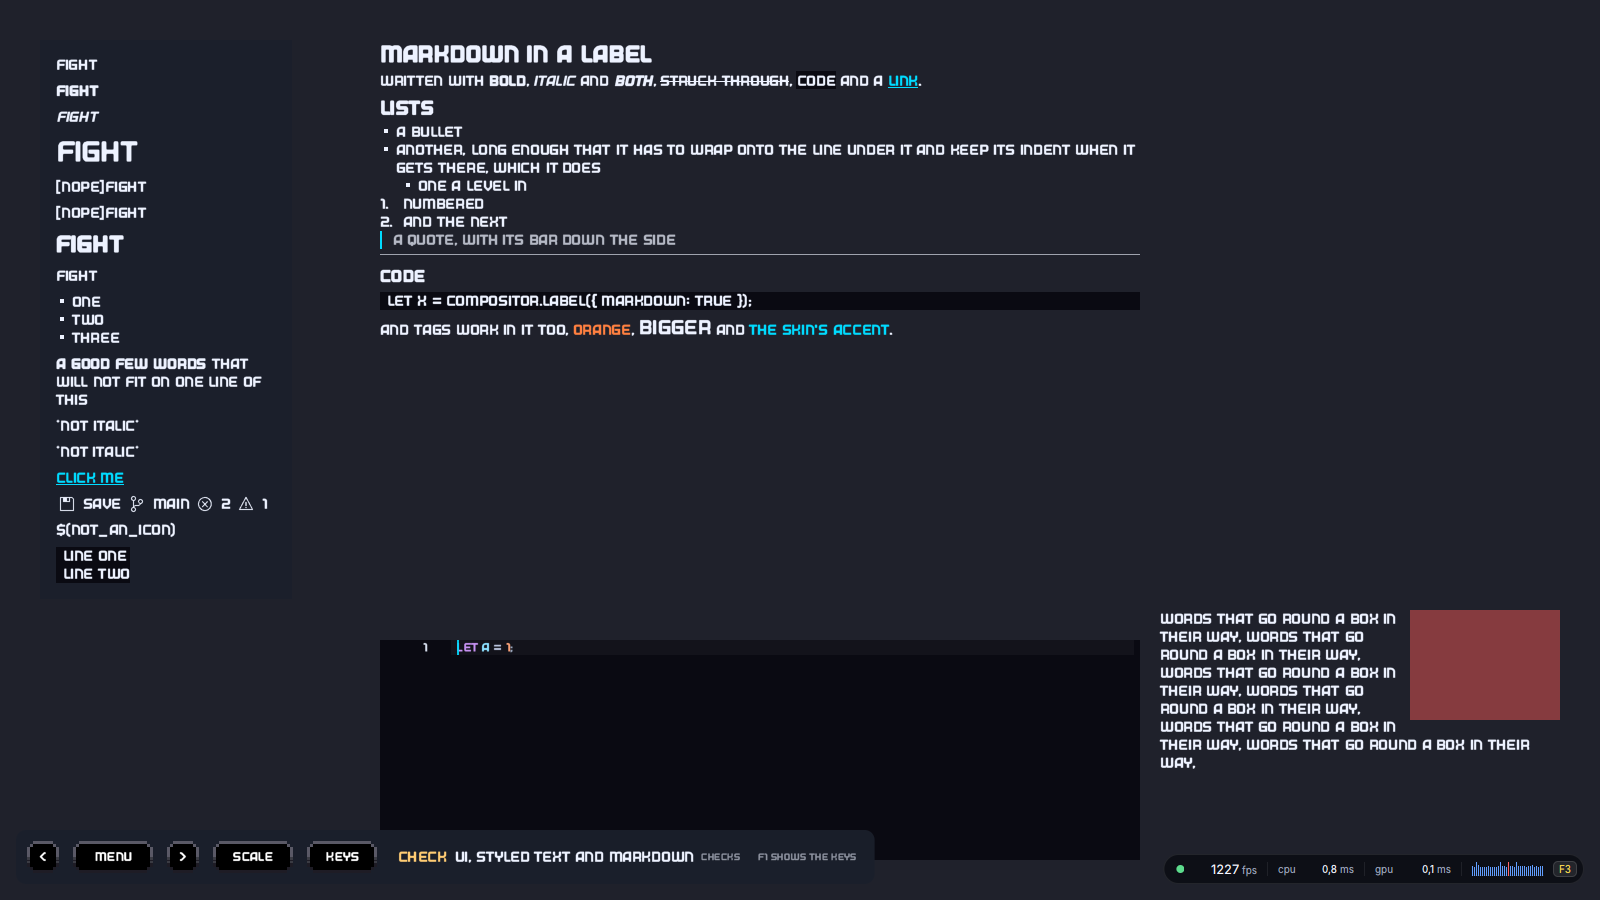 FIGHT
FIGHT
FIGHT
FIGHT
[NOPE]FIGHT
[NOPE]FIGHT
FIGHT
FIGHT
▪ ONE
▪ TWO
▪ THREE
A GOOD FEW WORDS THAT
WILL NOT FIT ON ONE LINE OF
THIS
*NOT ITALIC*
*NOT ITALIC*
CLICK ME
SAVE MAIN 2 1
$(NOT_AN_ICON)
LINE ONE
LINE TWO
MARKDOWN IN A LABEL
WRITTEN WITH BOLD, ITALIC AND BOTH, STRUCK THROUGH, CODE AND A LINK.
LISTS
▪ A BULLET
▪ ANOTHER, LONG ENOUGH THAT IT HAS TO WRAP ONTO THE LINE UNDER IT AND KEEP ITS INDENT WHEN IT
GETS THERE, WHICH IT DOES
▪ ONE A LEVEL IN
1. NUMBERED
2. AND THE NEXT
A QUOTE, WITH ITS BAR DOWN THE SIDE
CODE
LET X = COMPOSITOR.LABEL({ MARKDOWN: TRUE });
AND TAGS WORK IN IT TOO, ORANGE, BIGGER AND THE SKIN'S ACCENT.
1 LET A = 1;
WORDS THAT GO ROUND A BOX IN
THEIR WAY, WORDS THAT GO
ROUND A BOX IN THEIR WAY,
WORDS THAT GO ROUND A BOX IN
THEIR WAY, WORDS THAT GO
ROUND A BOX IN THEIR WAY,
WORDS THAT GO ROUND A BOX IN
THEIR WAY, WORDS THAT GO ROUND A BOX IN THEIR
WAY,
< MENU > SCALE KEYS CHECK UI, STYLED TEXT AND MARKDOWN CHECKS F1 SHOWS THE KEYS
1227 fps cpu 0,8 ms gpu 0,1 ms F3